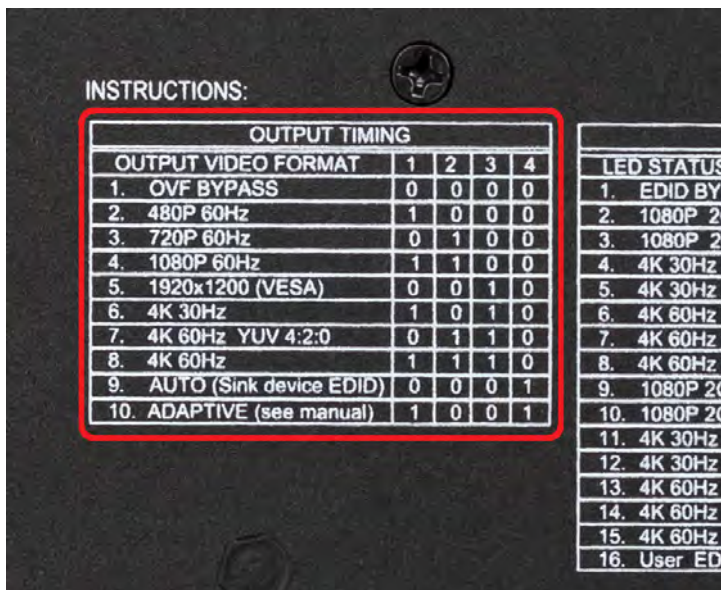 INSTRUCTIONS:
OUTPUT TIMING
OUTPUT VIDEO FORMAT 1 2 3 4
1. OVF BYPASS 0 0 0 0
2. 480P 60Hz 1 0 0 0
3. 720P 60Hz 0 1 0 0
4. 1080P 60Hz 1 1 0 0
5. 1920x1200 (VESA) 0 0 1 0
6. 4K 30Hz 1 0 1 0
7. 4K 60Hz YUV 4:2:0 0 1 1 0
8. 4K 60Hz 1 1 1 0
9. AUTO (Sink device EDID) 0 0 0 1
10. ADAPTIVE (see manual) 1 0 0 1
LED STATUS
1. EDID BY
2. 1080P 2
3. 1080P 2
4. 4K 30Hz
5. 4K 30Hz
6. 4K 60Hz
7. 4K 60Hz
8. 4K 60Hz
9. 1080P 20
10. 1080P 20
11. 4K 30Hz
12. 4K 30Hz
13. 4K 60Hz
14. 4K 60Hz
15. 4K 60Hz
16. User ED